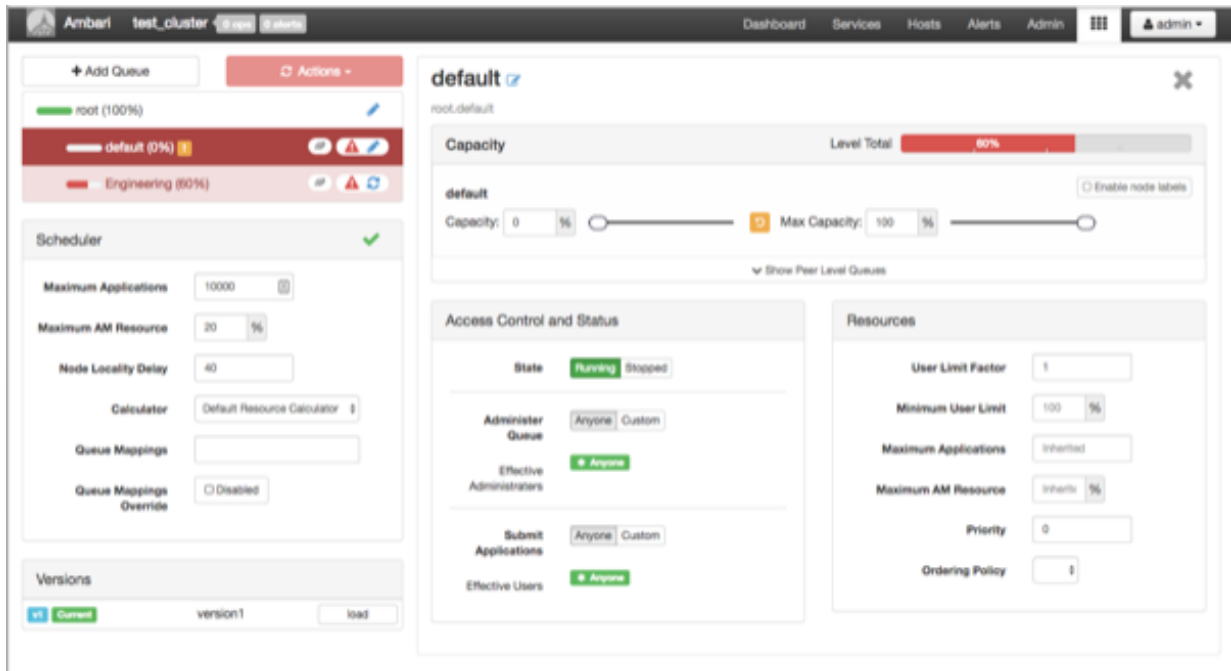 Ambari test_cluster 0 ops 0 alerts Dashboard Services Hosts Alerts Admin admin
+ Add Queue Actions
root (100%)
default (0%)
Engineering (60%)
Scheduler
Maximum Applications 10000
Maximum AM Resource 20 %
Node Locality Delay 40
Calculator Default Resource Calculator
Queue Mappings
Queue Mappings
Override
Disabled
Versions
v1 Current version1 load
default
root.default
Capacity Level Total 60%
default Enable node labels
Capacity: 0 % Max Capacity: 100 %
Show Peer Level Queues
Access Control and Status
State Running Stopped
Administer
Queue
Anyone Custom
Effective
Administraters
Anyone
Submit
Applications
Anyone Custom
Effective Users Anyone
Resources
User Limit Factor 1
Minimum User Limit 100 %
Maximum Applications Inherited
Maximum AM Resource Inherite %
Priority 0
Ordering Policy